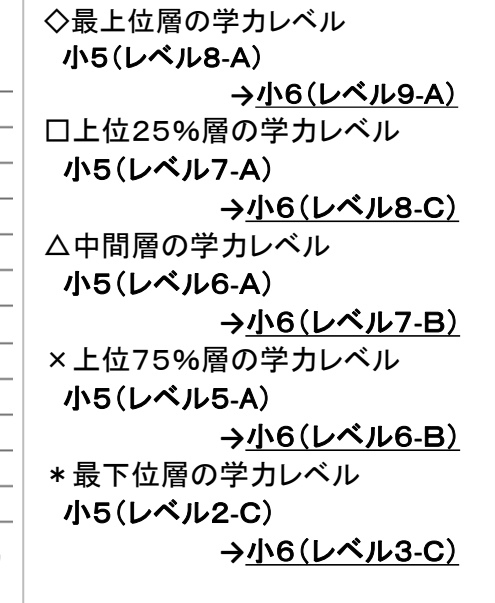 ◇最上位層の学力レベル
小5（レベル8-A）
→小6（レベル9-A）
□上位25%層の学力レベル
小5（レベル7-A）
→小6（レベル8-C）
△中間層の学力レベル
小5（レベル6-A）
→小6（レベル7-B）
×上位75%層の学力レベル
小5（レベル5-A）
→小6（レベル6-B）
＊最下位層の学力レベル
小5（レベル2-C）
→小6（レベル3-C）